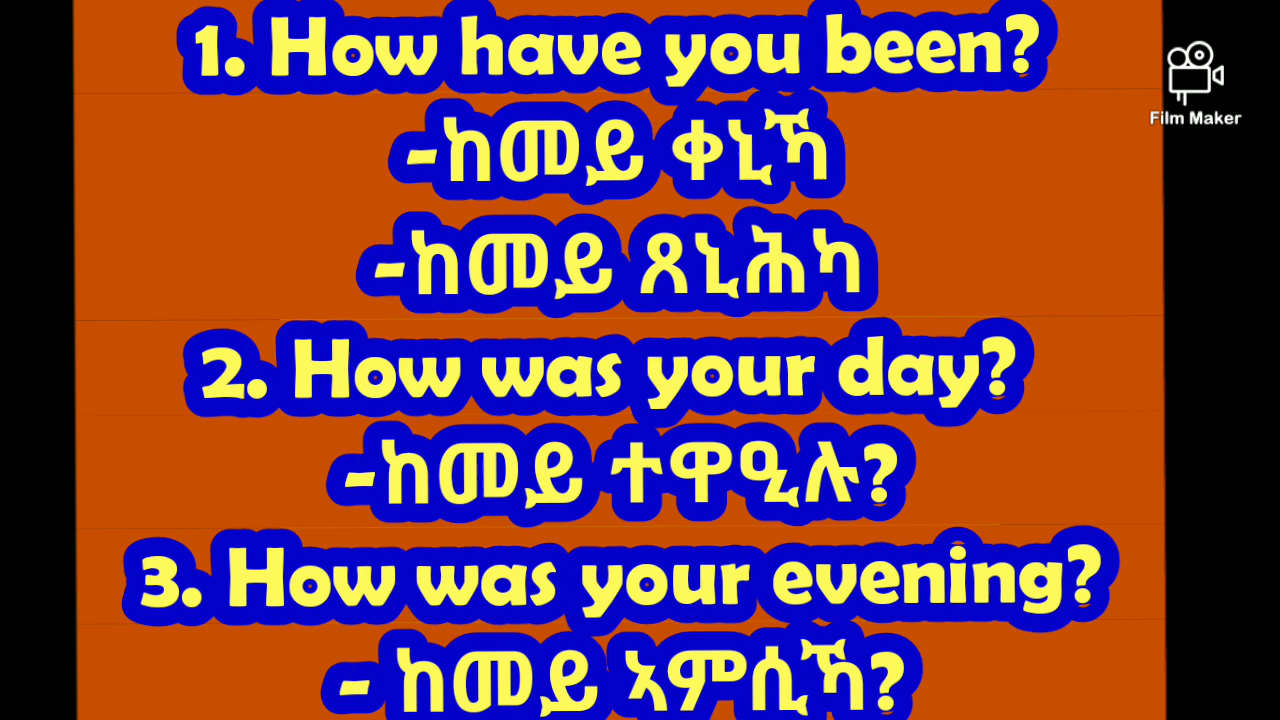 1. How have you been?
-ከመይ ቀኒኻ
-ከመይ ጸኒሕካ
2. How was your day?
-ከመይ ተዋዒሉ?
3. How was your evening?
- ከመይ ኣምሲኻ?
Film Maker